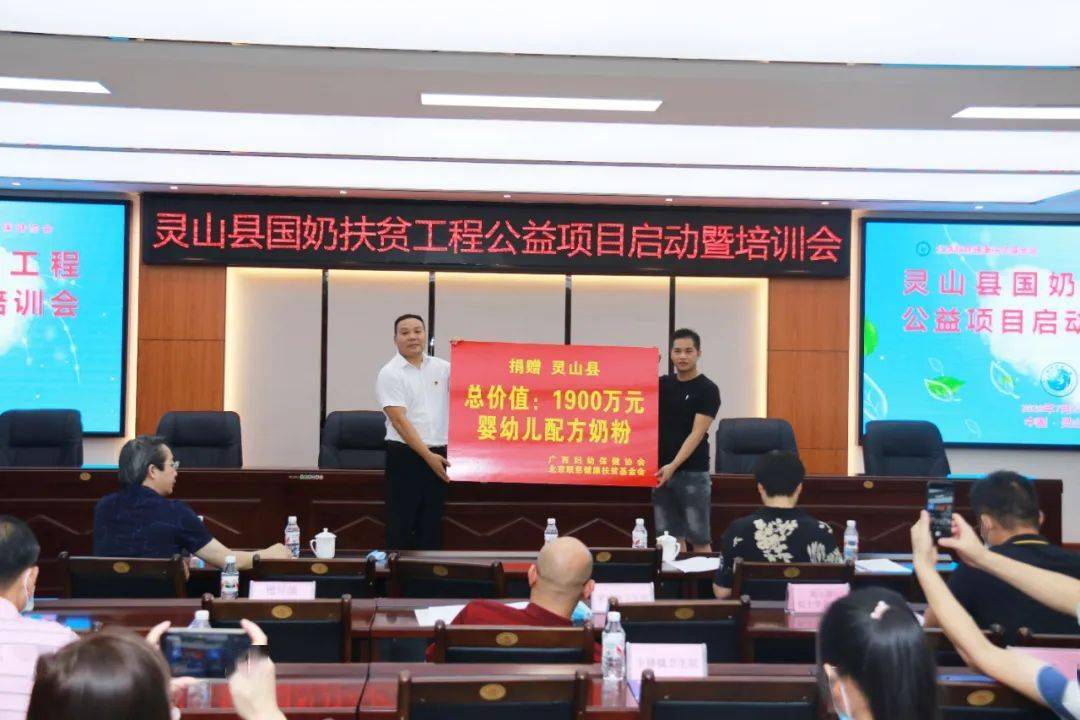 灵山县国奶扶贫工程公益项目启动暨培训会
工程
培训会
灵山县国奶
公益项目启动
捐赠 灵山县
总价值：1900万元
婴幼儿配方奶粉
广西妇幼保健协会
北京联慈健康扶贫基金会